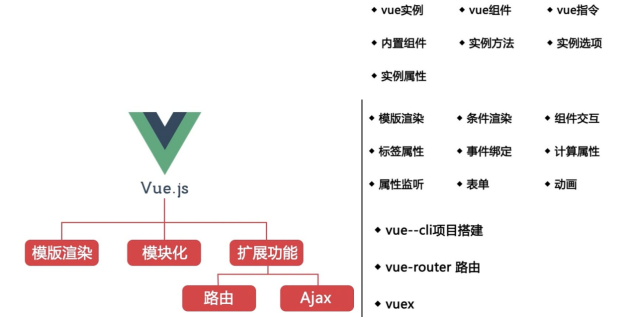 ◆ vue实例 ◆ vue组件 ◆ vue指令
◆ 内置组件 ◆ 实例方法 ◆ 实例选项
◆ 实例属性
◆ 模版渲染 ◆ 条件渲染 ◆ 组件交互
◆ 标签属性 ◆ 事件绑定 ◆ 计算属性
◆ 属性监听 ◆ 表单 ◆ 动画
◆ vue--cli项目搭建
◆ vue-router 路由
◆ vuex
Vue.js
模版渲染 模块化 扩展功能
路由 Ajax